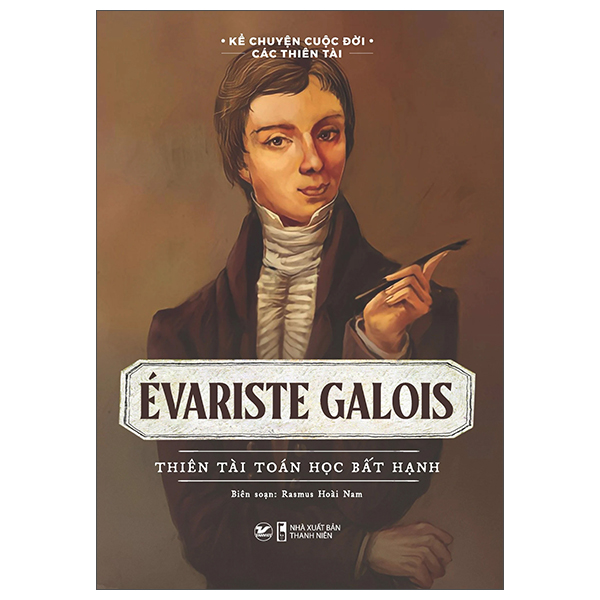 • KỂ CHUYỆN CUỘC ĐỜI •
CÁC THIÊN TÀI
ÉVARISTE GALOIS
THIÊN TÀI TOÁN HỌC BẤT HẠNH
Biên soạn: Rasmus Hoài Nam
NHÀ XUẤT BẢN
THANH NIÊN